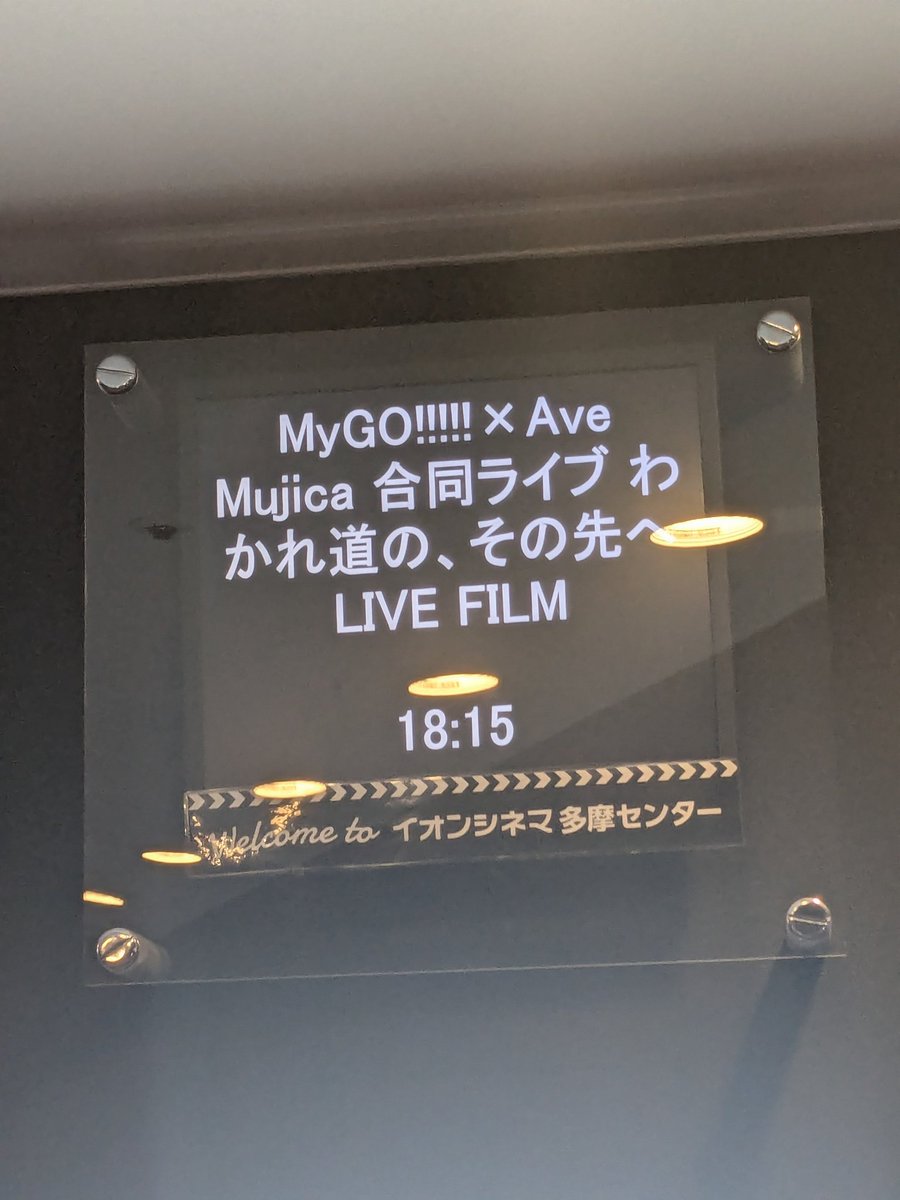 MyGO!!!!!×Ave
Mujica 合同ライブ わ
かれ道の、その先へ
LIVE FILM
18:15
Welcome to イオンシネマ 多摩センター